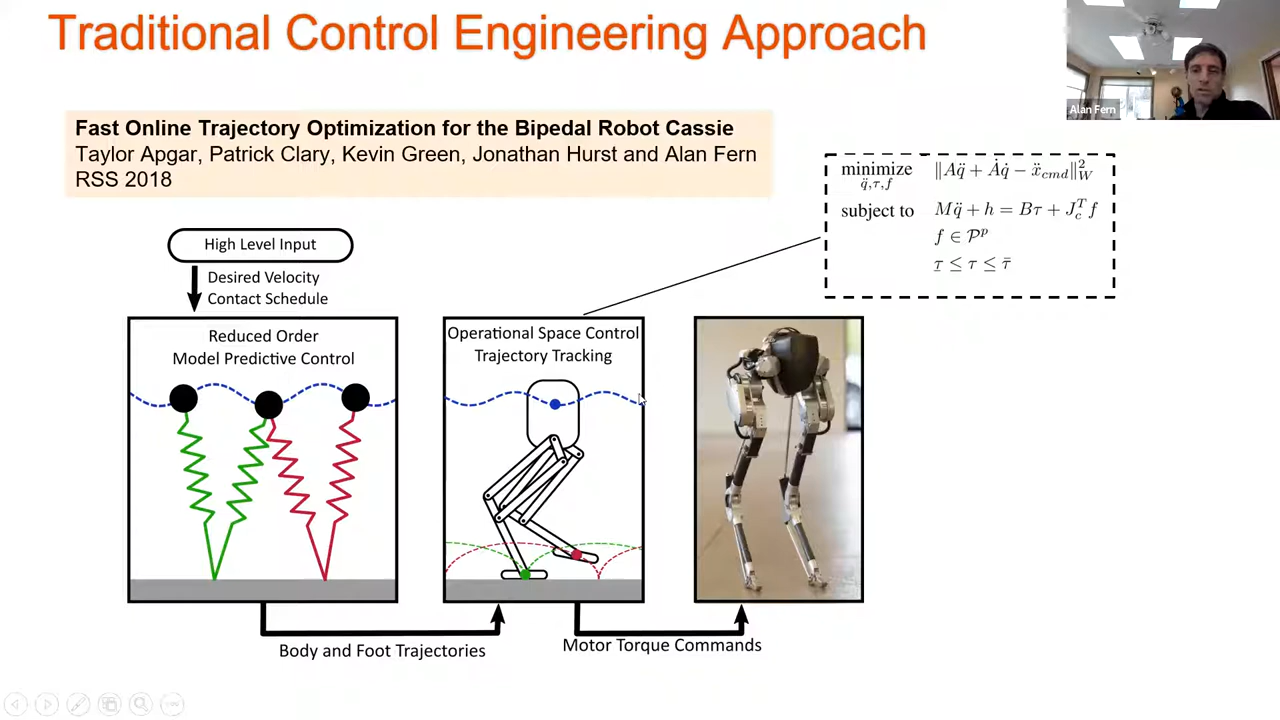 Traditional Control Engineering Approach
Alan Fern
Fast Online Trajectory Optimization for the Bipedal Robot Cassie
Taylor Apgar, Patrick Clary, Kevin Green, Jonathan Hurst and Alan Fern
RSS 2018
minimize ‖Aq̈ + Ȧq̇ − ẍ_cmd‖²_W
q̈,τ,f
subject to Mq̈ + h = Bτ + J_c^T f
f ∈ 𝒫^p
τ̲ ≤ τ ≤ τ̄
High Level Input
Desired Velocity
Contact Schedule
Reduced Order
Model Predictive Control
Operational Space Control
Trajectory Tracking
Body and Foot Trajectories
Motor Torque Commands